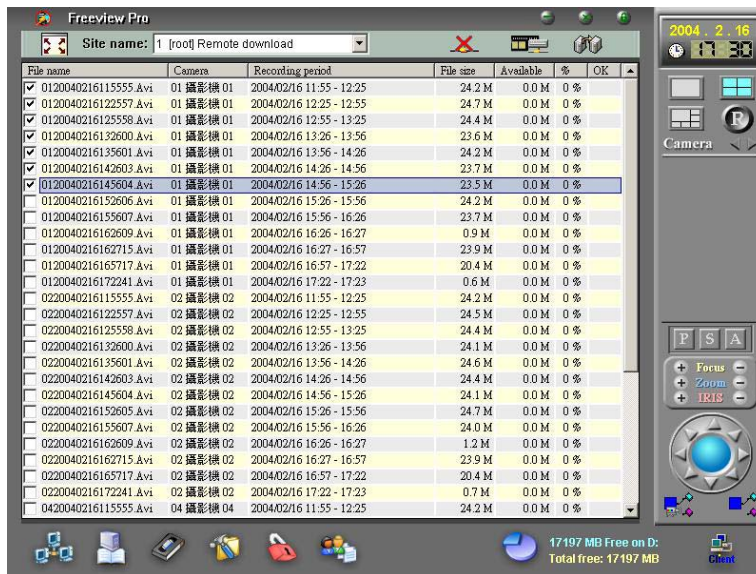 Freeview Pro
Site name: 1 [root] Remote download
2004 . 2 . 16
17 30
File name Camera Recording period File size Available % OK
0120040216115555.Avi 01 攝影機 01 2004/02/16 11:55 - 12:25 24.2 M 0.0 M 0 %
0120040216122557.Avi 01 攝影機 01 2004/02/16 12:25 - 12:55 24.7 M 0.0 M 0 %
0120040216125558.Avi 01 攝影機 01 2004/02/16 12:55 - 13:25 24.4 M 0.0 M 0 %
0120040216132600.Avi 01 攝影機 01 2004/02/16 13:26 - 13:56 23.6 M 0.0 M 0 %
0120040216135601.Avi 01 攝影機 01 2004/02/16 13:56 - 14:26 24.2 M 0.0 M 0 %
0120040216142603.Avi 01 攝影機 01 2004/02/16 14:26 - 14:56 23.7 M 0.0 M 0 %
0120040216145604.Avi 01 攝影機 01 2004/02/16 14:56 - 15:26 23.5 M 0.0 M 0 %
0120040216152606.Avi 01 攝影機 01 2004/02/16 15:26 - 15:56 24.2 M 0.0 M 0 %
0120040216155607.Avi 01 攝影機 01 2004/02/16 15:56 - 16:26 23.7 M 0.0 M 0 %
0120040216162609.Avi 01 攝影機 01 2004/02/16 16:26 - 16:27 0.9 M 0.0 M 0 %
0120040216162715.Avi 01 攝影機 01 2004/02/16 16:27 - 16:57 23.9 M 0.0 M 0 %
0120040216165717.Avi 01 攝影機 01 2004/02/16 16:57 - 17:22 20.4 M 0.0 M 0 %
0120040216172241.Avi 01 攝影機 01 2004/02/16 17:22 - 17:23 0.6 M 0.0 M 0 %
0220040216115555.Avi 02 攝影機 02 2004/02/16 11:55 - 12:25 24.2 M 0.0 M 0 %
0220040216122557.Avi 02 攝影機 02 2004/02/16 12:25 - 12:55 24.5 M 0.0 M 0 %
0220040216125558.Avi 02 攝影機 02 2004/02/16 12:55 - 13:25 24.4 M 0.0 M 0 %
0220040216132600.Avi 02 攝影機 02 2004/02/16 13:26 - 13:56 24.1 M 0.0 M 0 %
0220040216135601.Avi 02 攝影機 02 2004/02/16 13:56 - 14:26 24.6 M 0.0 M 0 %
0220040216142603.Avi 02 攝影機 02 2004/02/16 14:26 - 14:56 24.4 M 0.0 M 0 %
0220040216145604.Avi 02 攝影機 02 2004/02/16 14:56 - 15:26 24.1 M 0.0 M 0 %
0220040216152605.Avi 02 攝影機 02 2004/02/16 15:26 - 15:56 24.7 M 0.0 M 0 %
0220040216155607.Avi 02 攝影機 02 2004/02/16 15:56 - 16:26 24.0 M 0.0 M 0 %
0220040216162609.Avi 02 攝影機 02 2004/02/16 16:26 - 16:27 1.2 M 0.0 M 0 %
0220040216162715.Avi 02 攝影機 02 2004/02/16 16:27 - 16:57 23.9 M 0.0 M 0 %
0220040216165717.Avi 02 攝影機 02 2004/02/16 16:57 - 17:22 20.4 M 0.0 M 0 %
0220040216172241.Avi 02 攝影機 02 2004/02/16 17:22 - 17:23 0.7 M 0.0 M 0 %
0420040216115555.Avi 04 攝影機 04 2004/02/16 11:55 - 12:25 24.2 M 0.0 M 0 %
R
Camera
P S A
Focus
Zoom
IRIS
17197 MB Free on D:
Total free: 17197 MB
Client